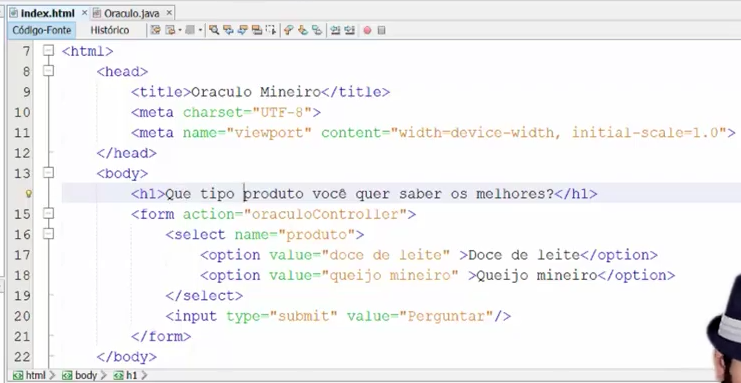 index.html × Oraculo.java ×
Código-Fonte Histórico
7 <html>
8 <head>
9 <title>Oraculo Mineiro</title>
10 <meta charset="UTF-8">
11 <meta name="viewport" content="width=device-width, initial-scale=1.0">
12 </head>
13 <body>
<h1>Que tipo produto você quer saber os melhores?</h1>
15 <form action="oraculoController">
16 <select name="produto">
17 <option value="doce de leite" >Doce de leite</option>
18 <option value="queijo mineiro" >Queijo mineiro</option>
19 </select>
20 <input type="submit" value="Perguntar"/>
21 </form>
22 </body>
html body h1